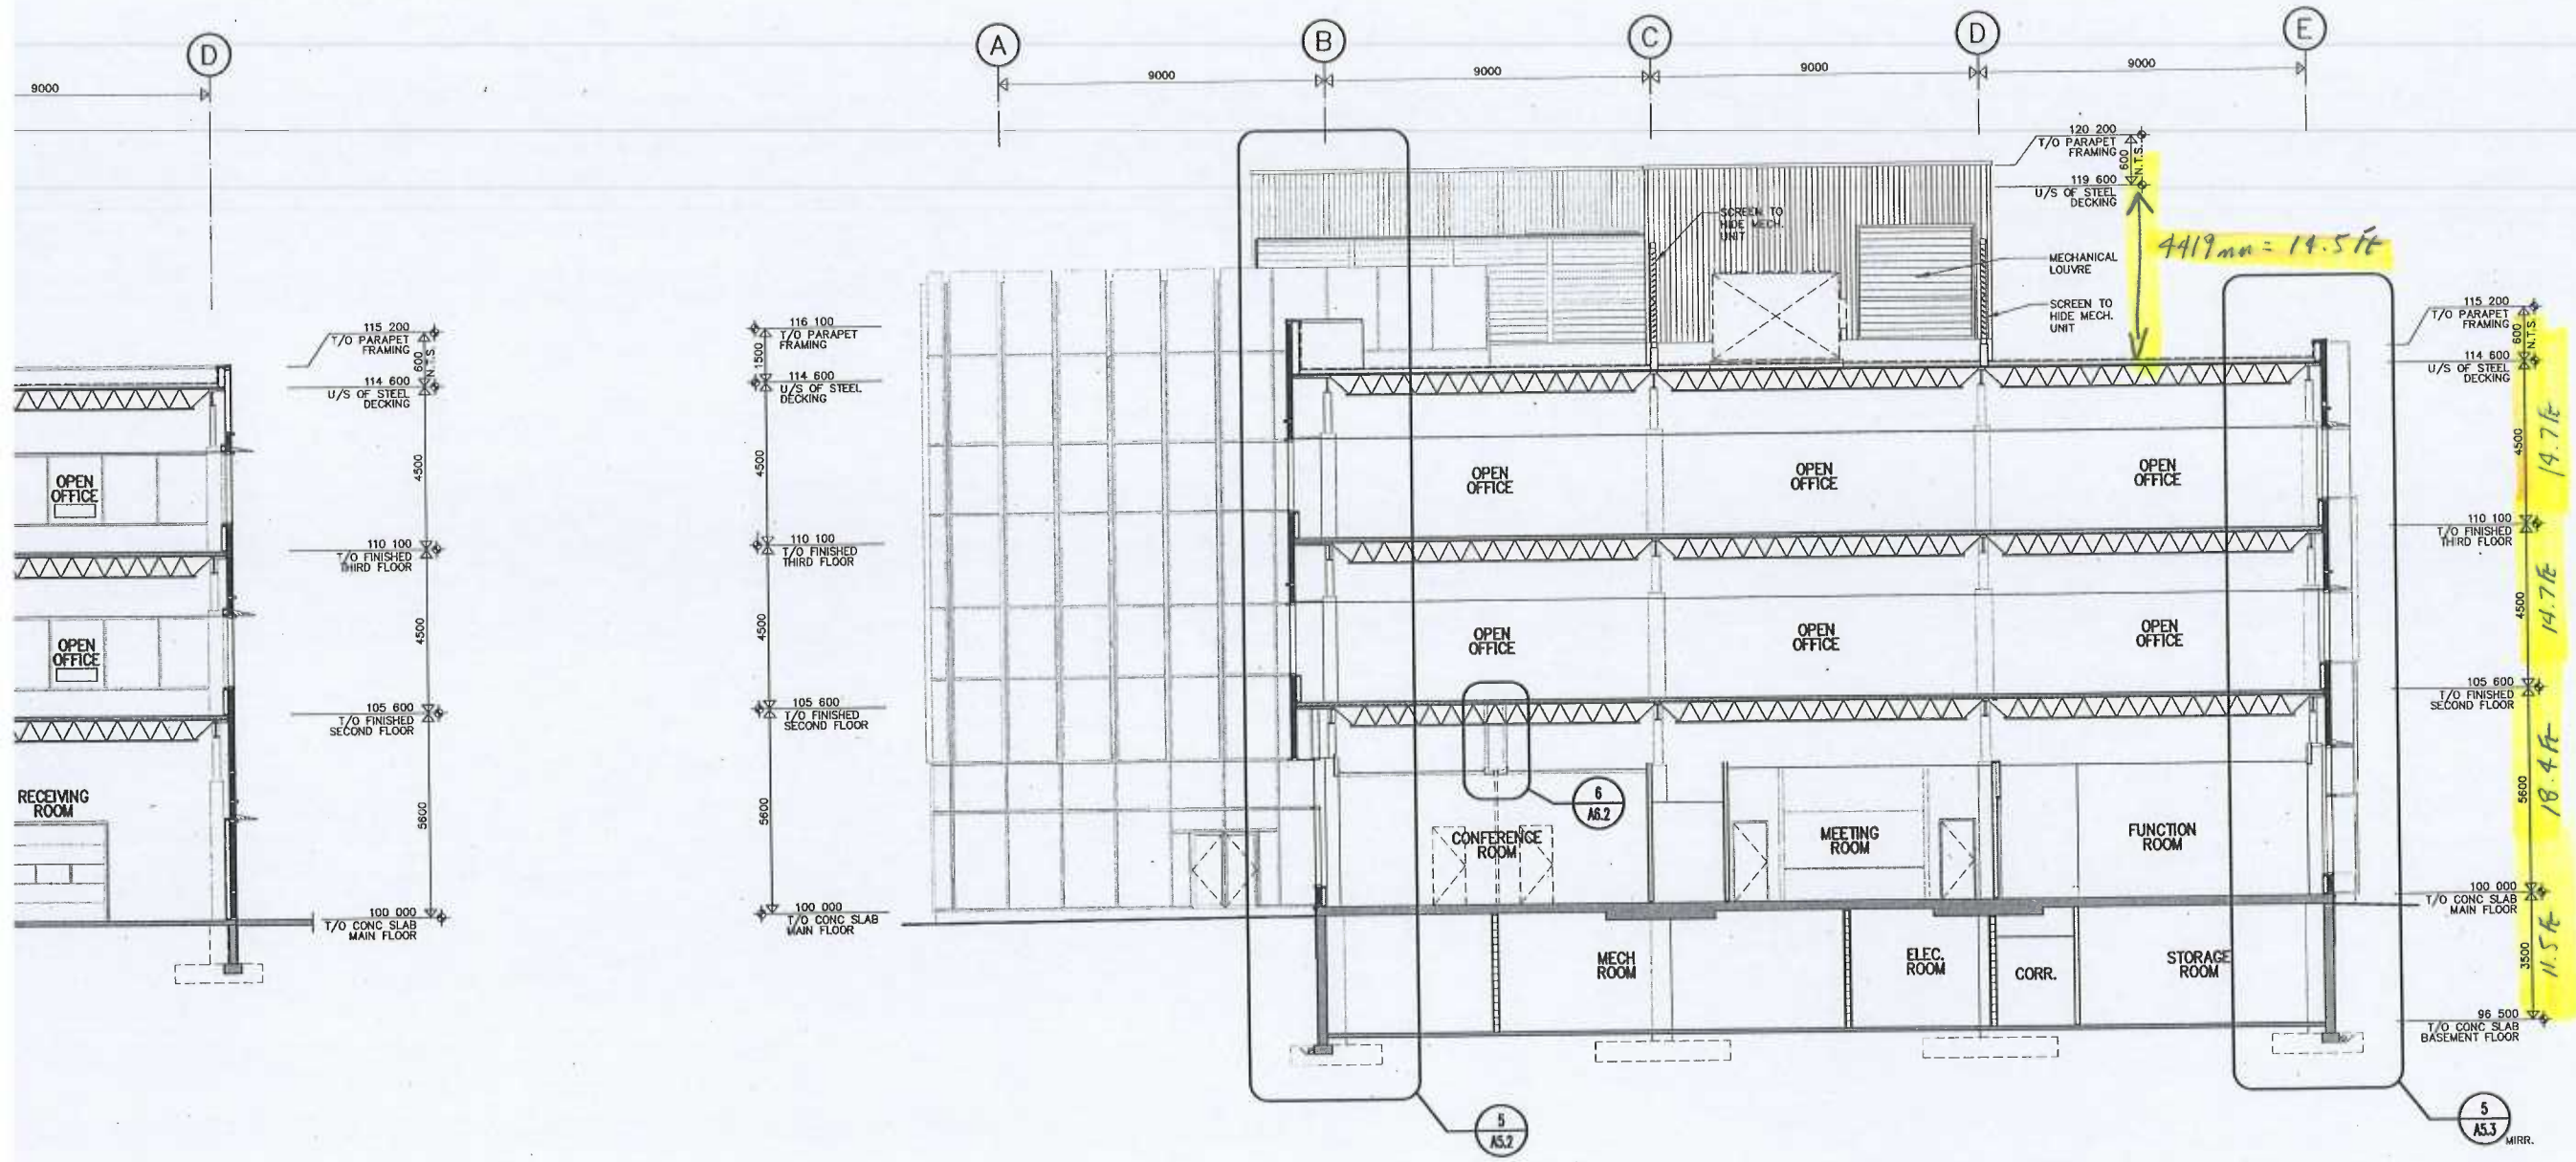 D
A
B
C
D
E
9000
9000
9000
9000
9000
120 200
T/O PARAPET
FRAMING
600
N.T.S.
119 600
U/S OF STEEL
DECKING
4419 mm = 14.5 ft
SCREEN TO
HIDE MECH.
UNIT
MECHANICAL
LOUVRE
SCREEN TO
HIDE MECH.
UNIT
115 200
T/O PARAPET
FRAMING
600
N.T.S.
114 600
U/S OF STEEL
DECKING
4500
110 100
T/O FINISHED
THIRD FLOOR
4500
105 600
T/O FINISHED
SECOND FLOOR
5600
100 000
T/O CONC SLAB
MAIN FLOOR
OPEN
OFFICE
OPEN
OFFICE
RECEIVING
ROOM
116 100
T/O PARAPET
FRAMING
1500
114 600
U/S OF STEEL
DECKING
4500
110 100
T/O FINISHED
THIRD FLOOR
4500
105 600
T/O FINISHED
SECOND FLOOR
5600
100 000
T/O CONC SLAB
MAIN FLOOR
OPEN
OFFICE
OPEN
OFFICE
OPEN
OFFICE
OPEN
OFFICE
OPEN
OFFICE
OPEN
OFFICE
6
A6.2
CONFERENCE
ROOM
MEETING
ROOM
FUNCTION
ROOM
MECH
ROOM
ELEC.
ROOM
CORR.
STORAGE
ROOM
115 200
T/O PARAPET
FRAMING
600
N.T.S.
114 600
U/S OF STEEL
DECKING
4500
14.7 ft
110 100
T/O FINISHED
THIRD FLOOR
4500
14.7 ft
105 600
T/O FINISHED
SECOND FLOOR
5600
18.4 ft
100 000
T/O CONC SLAB
MAIN FLOOR
3500
11.5 ft
96 500
T/O CONC SLAB
BASEMENT FLOOR
5
A5.2
5
A5.3
MIRR.